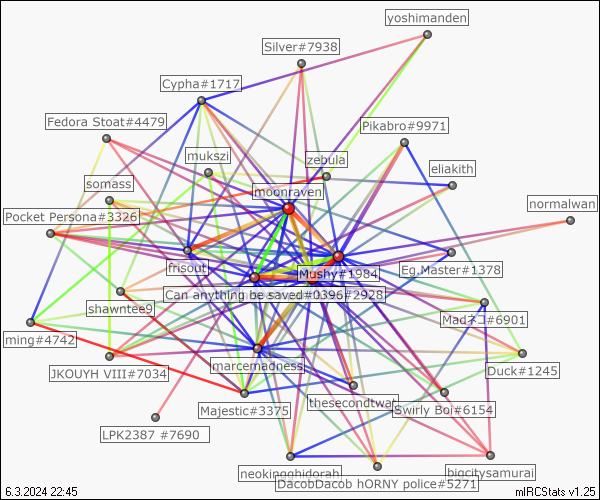 yoshimanden
Silver#7938
Cypha#1717
Fedora Stoat#4479
Pikabro#9971
mukszi
zebula
eliakith
somass
moonraven
normalwan
Pocket Persona#3326
frisout
Mushy#1984
Eg.Master#1378
Can anything be saved#0396#2928
shawntee9
Madネコ#6901
ming#4742
marcemadness
JKOUYH VIII#7034
Duck#1245
thesecondtwat
Majestic#3375
Swirly Boi#6154
LPK2387 #7690
neokingghidorah
bigcitysamurai
DacobDacob hORNY police#5271
6.3.2024 22:45
mIRCStats v1.25